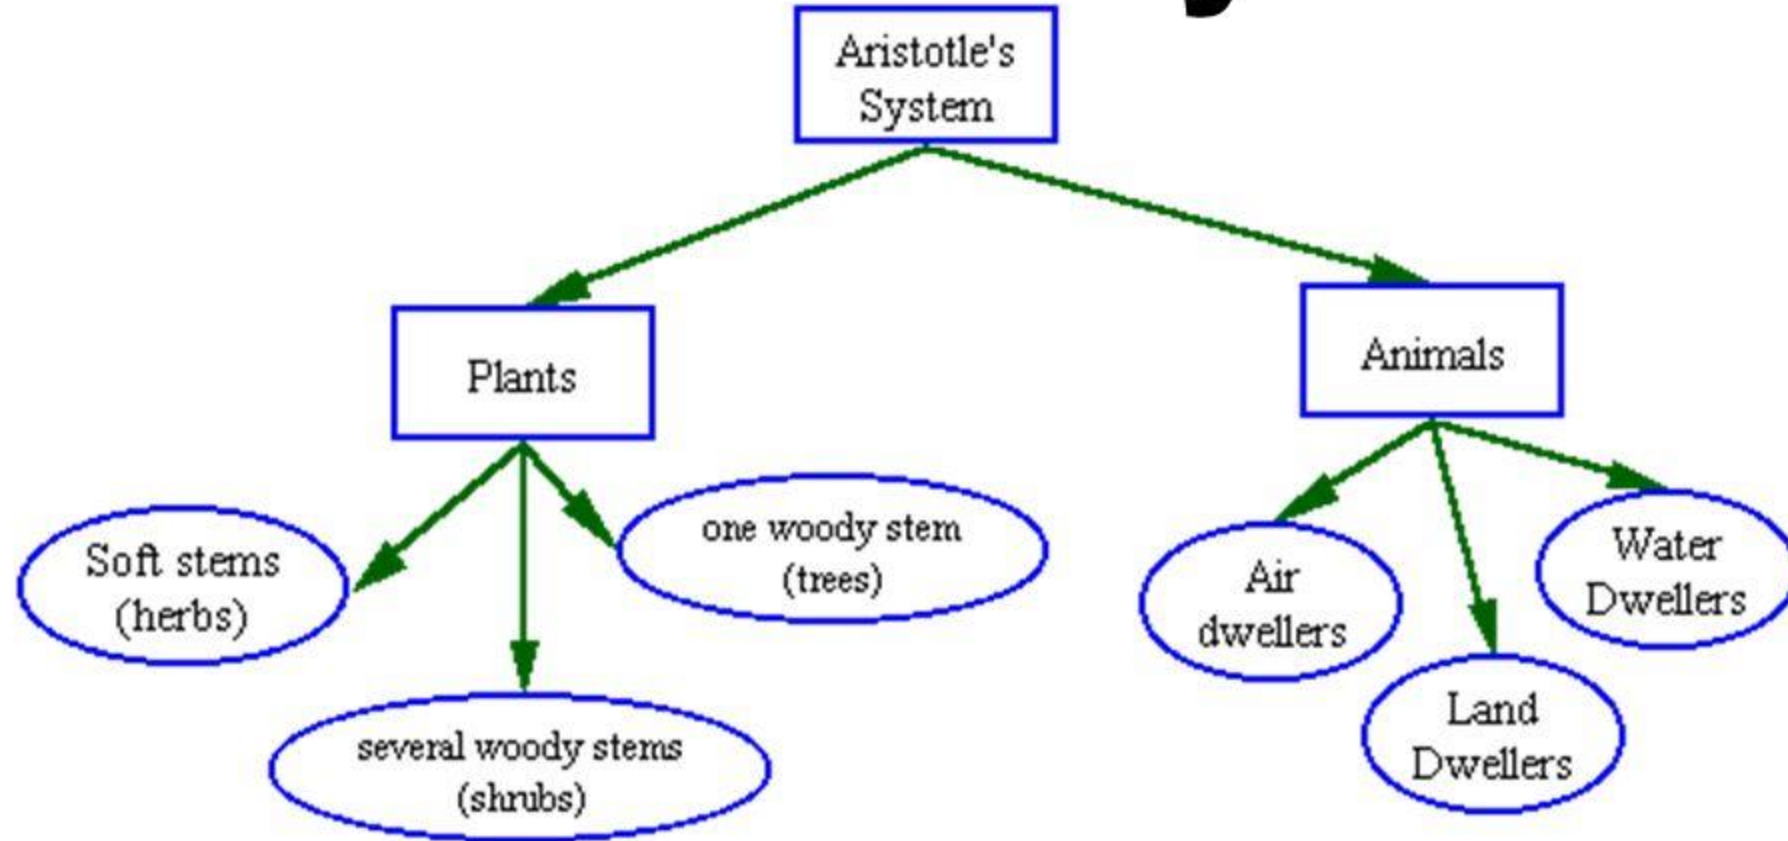 Aristotle's
System
Plants
Animals
Soft stems
(herbs)
several woody stems
(shrubs)
one woody stem
(trees)
Air
dwellers
Land
Dwellers
Water
Dwellers